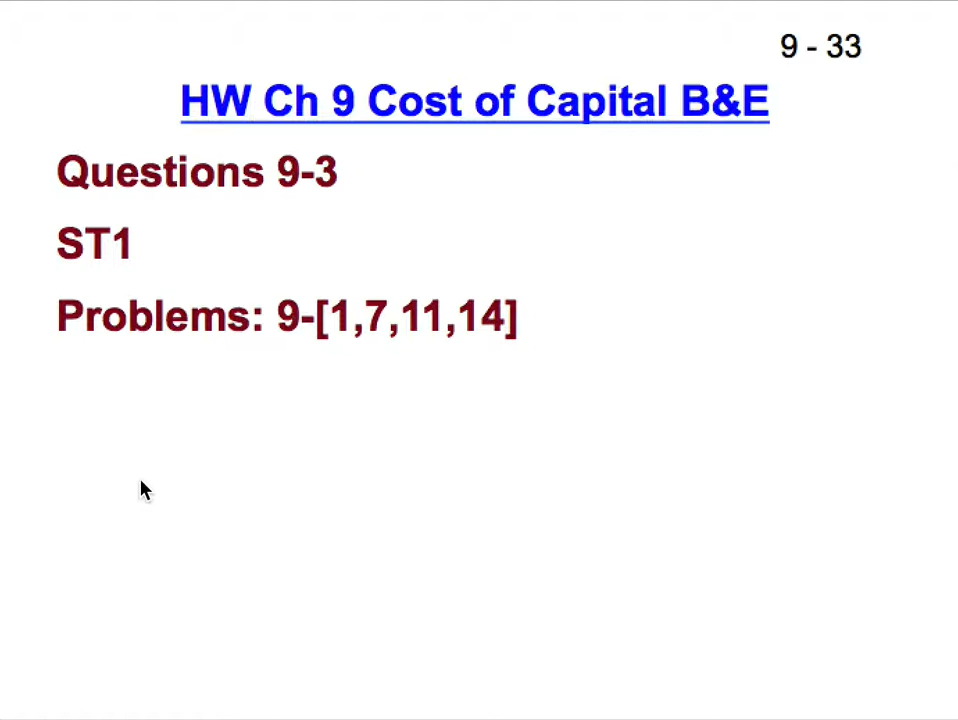 9 - 33
HW Ch 9 Cost of Capital B&E
Questions 9-3
ST1
Problems: 9-[1,7,11,14]